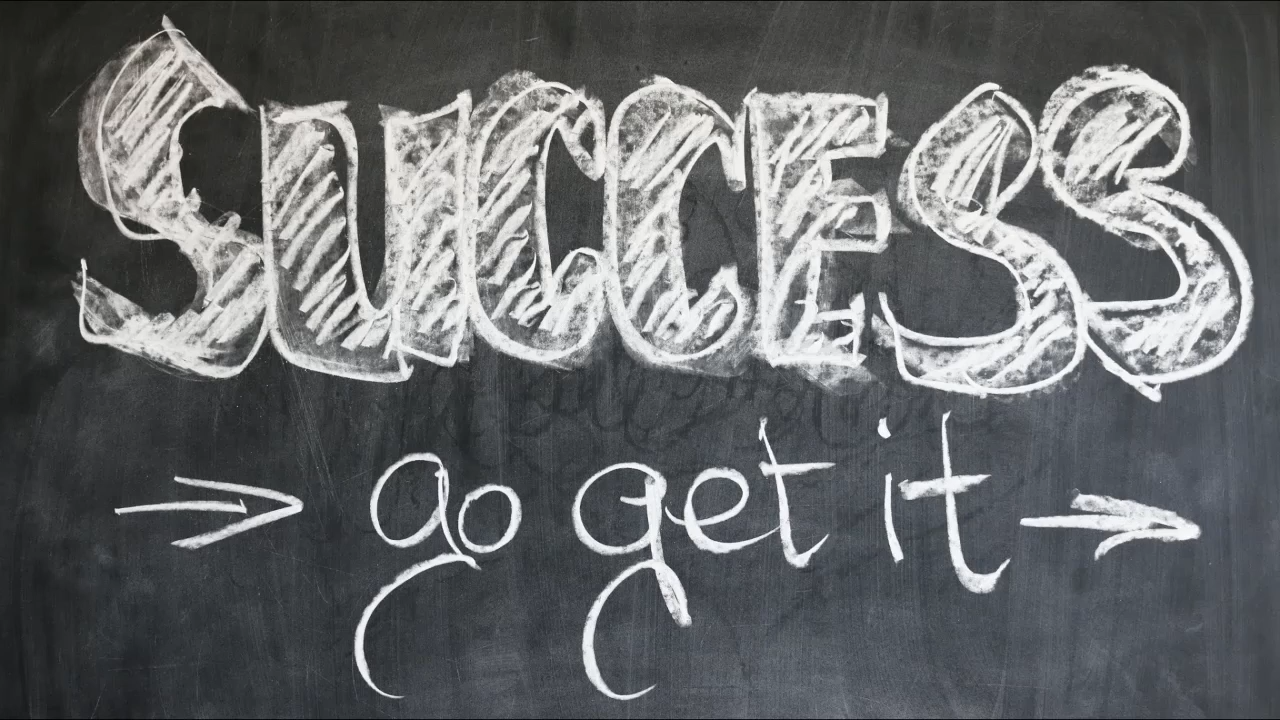 SUCCESS
→ go get it →